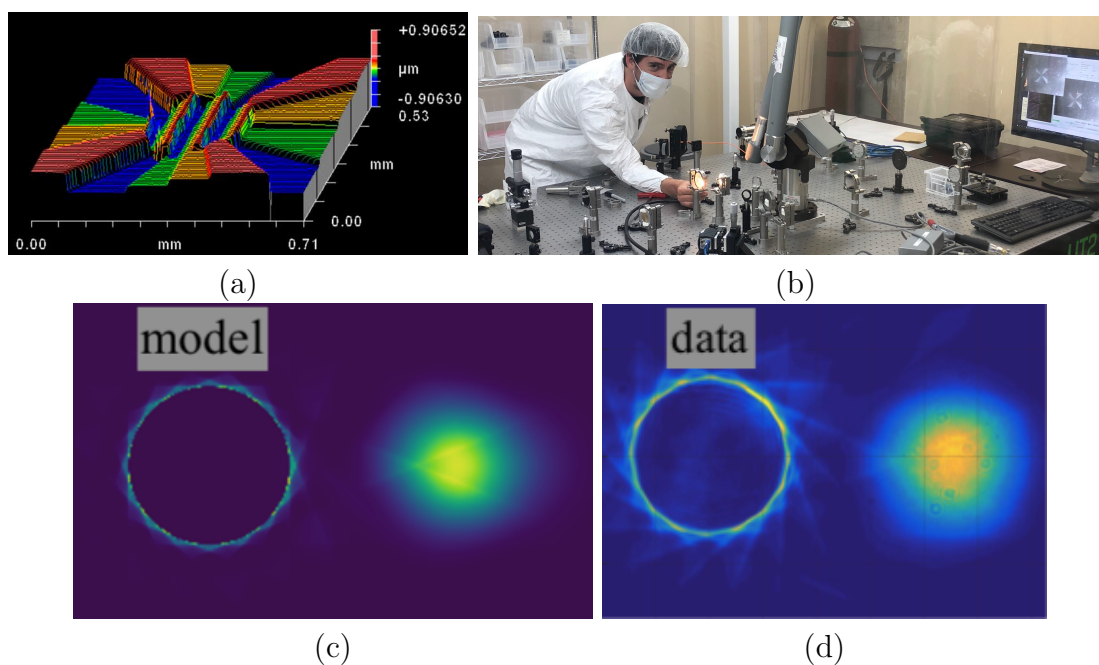 +0.90652
µm
-0.90630
0.53
mm
0.00
0.00 mm 0.71
(a) (b)
model data
(c) (d)